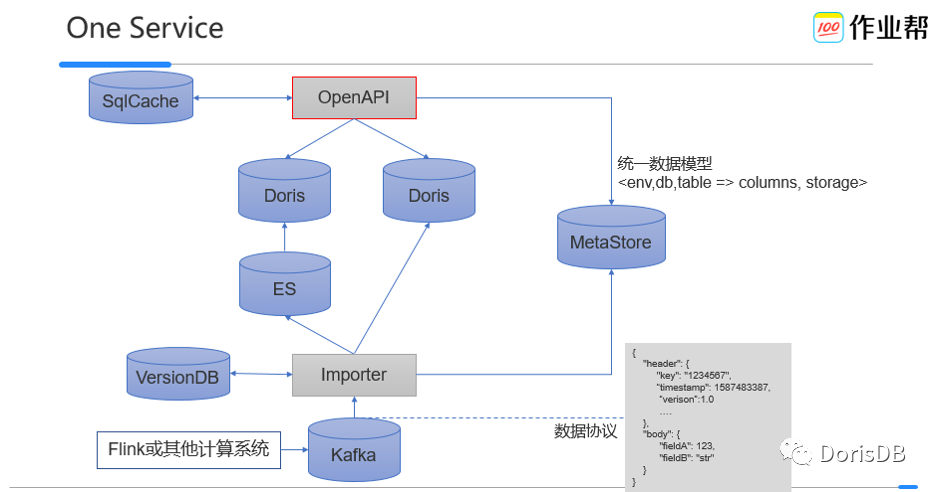 One Service
100 作业帮
SqlCache
OpenAPI
统一数据模型
<env,db,table => columns, storage>
Doris
Doris
MetaStore
ES
VersionDB
Importer
Flink或其他计算系统
Kafka
数据协议
{
"header": {
"key": "1234567",
"timestamp": 1587483387,
"verison":1.0
....
},
"body": {
"fieldA": 123,
"fieldB": "str"
}
}
DorisDB